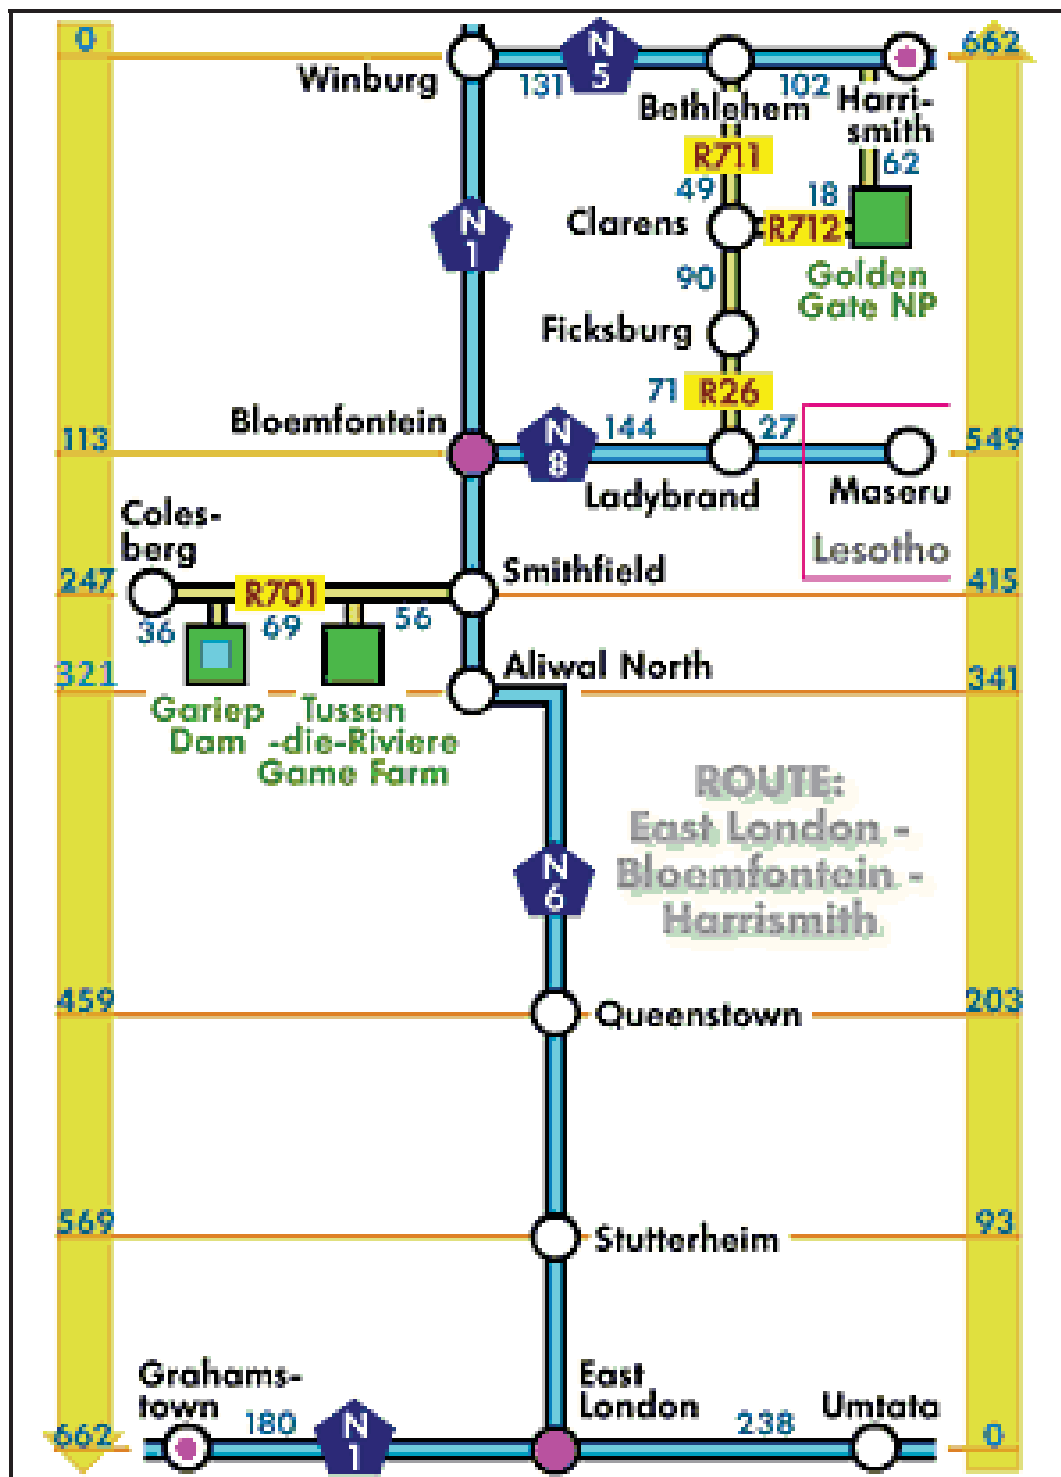 0
662
N
5
Winburg
131
102
Bethlehem
Harri-
smith
R711
62
49
18
Clarens
R712
N
1
90
Golden
Gate NP
Ficksburg
71
R26
Bloemfontein
113
N
8
144
27
549
Ladybrand
Maseru
Coles-
berg
Lesotho
247
R701
Smithfield
415
36
69
56
321
Aliwal North
341
Gariep
Dam
Tussen
-die-Riviere
Game Farm
ROUTE:
East London -
Bloemfontein -
Harrismith
N
6
459
Queenstown
203
569
Stutterheim
93
Grahams-
town
East
London
180
N
1
238
Umtata
662
0